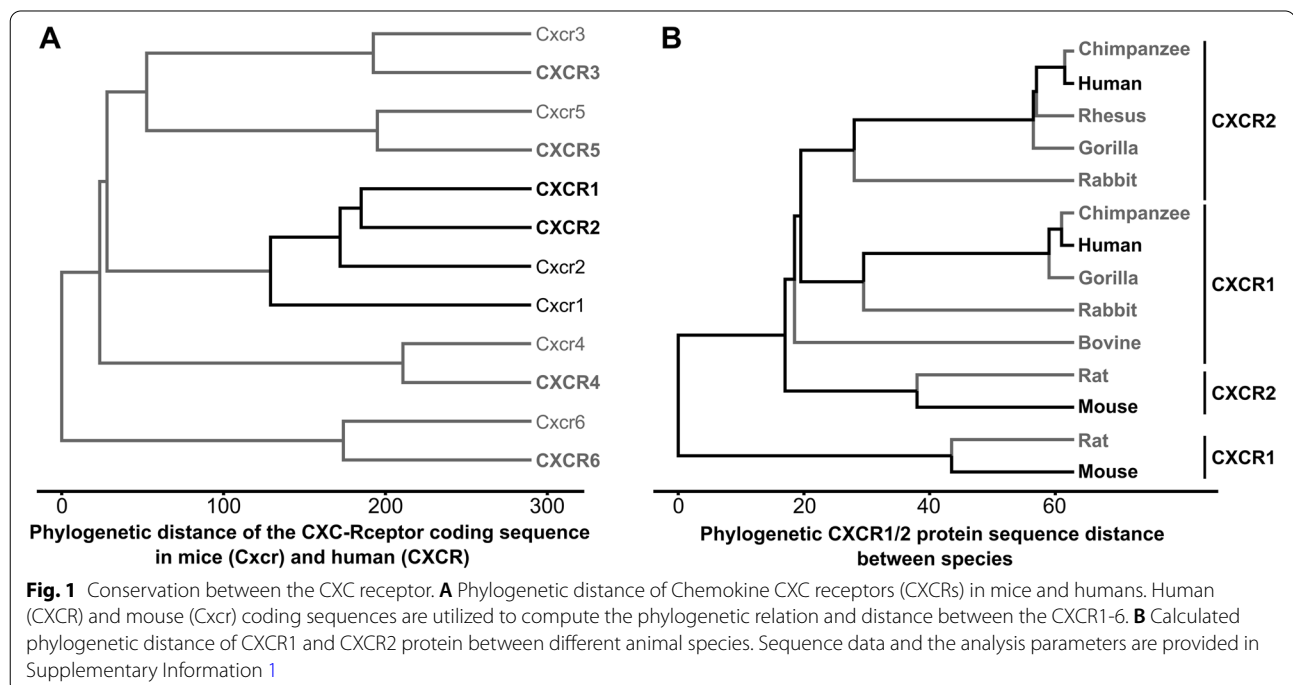 A
Cxcr3
CXCR3
Cxcr5
CXCR5
CXCR1
CXCR2
Cxcr2
Cxcr1
Cxcr4
CXCR4
Cxcr6
CXCR6
0 100 200 300
Phylogenetic distance of the CXC-Rceptor coding sequence
in mice (Cxcr) and human (CXCR)
B
Chimpanzee
Human
Rhesus
Gorilla
Rabbit
CXCR2
Chimpanzee
Human
Gorilla
Rabbit
Bovine
CXCR1
Rat
Mouse
CXCR2
Rat
Mouse
CXCR1
0 20 40 60
Phylogenetic CXCR1/2 protein sequence distance
between species
Fig. 1 Conservation between the CXC receptor. A Phylogenetic distance of Chemokine CXC receptors (CXCRs) in mice and humans. Human
(CXCR) and mouse (Cxcr) coding sequences are utilized to compute the phylogenetic relation and distance between the CXCR1-6. B Calculated
phylogenetic distance of CXCR1 and CXCR2 protein between different animal species. Sequence data and the analysis parameters are provided in
Supplementary Information 1